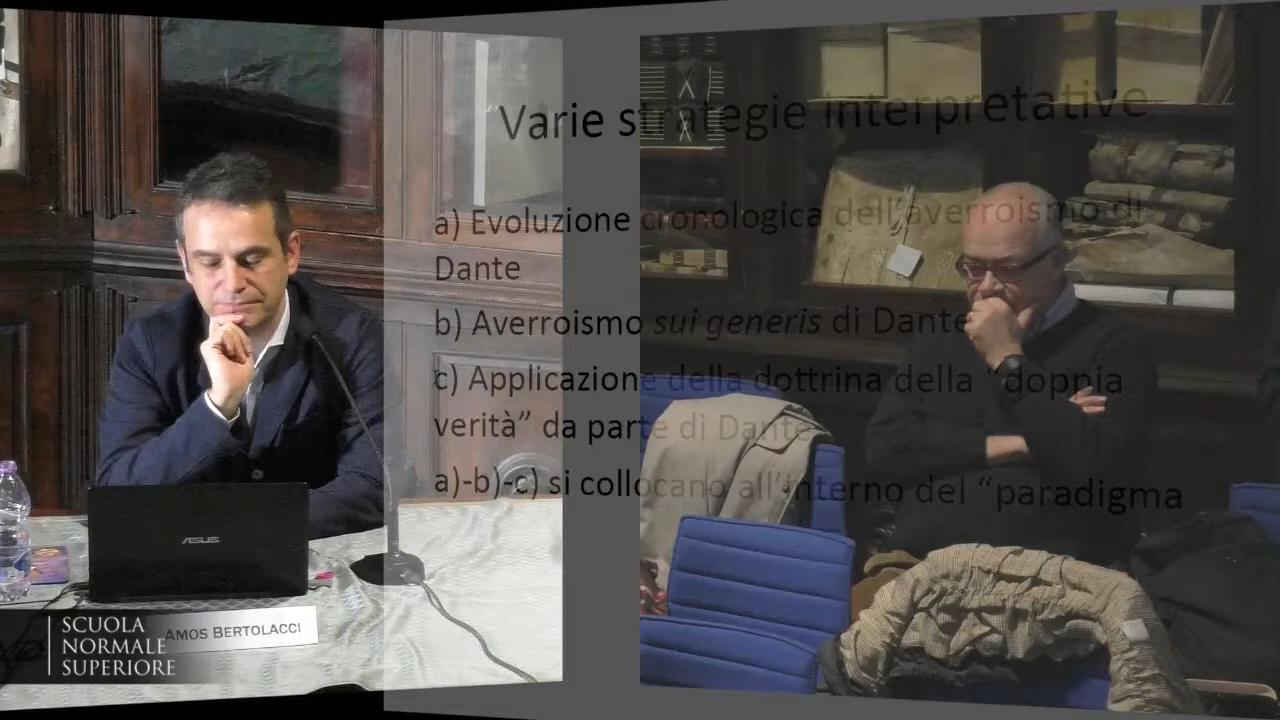 Varie strategie interpretative
a) Evoluzione cronologica dell'averroismo di
Dante
b) Averroismo sui generis di Dante
c) Applicazione della dottrina della "doppia
verità" da parte di Dante
a)-b)-c) si collocano all'interno del "paradigma
ASUS
AMOS BERTOLACCI
SCUOLA
NORMALE
SUPERIORE